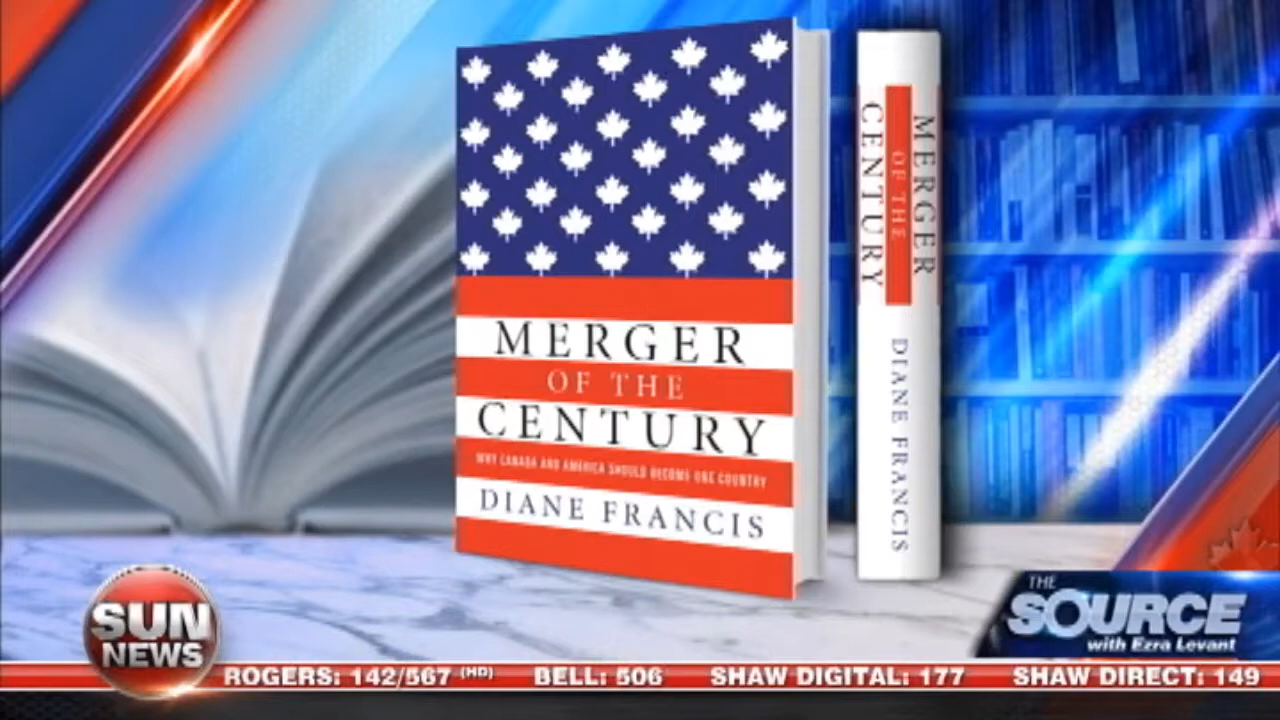 MERGER
OF THE
CENTURY
WHY CANADA AND AMERICA SHOULD BECOME ONE COUNTRY
DIANE FRANCIS
MERGER
OF THE
CENTURY
DIANE FRANCIS
THE
SOURCE
with Ezra Levant
SUN
NEWS
ROGERS: 142/567 (HD) BELL: 506 SHAW DIGITAL: 177 SHAW DIRECT: 149